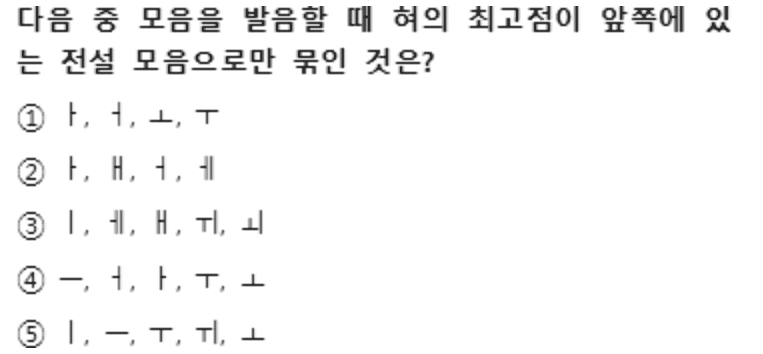 다음 중 모음을 발음할 때 혀의 최고점이 앞쪽에 있
는 전설 모음으로만 묶인 것은?
① ㅏ, ㅓ, ㅗ, ㅜ
② ㅏ, ㅐ, ㅓ, ㅔ
③ ㅣ, ㅔ, ㅐ, ㅟ, ㅚ
④ ㅡ, ㅓ, ㅏ, ㅜ, ㅗ
⑤ ㅣ, ㅡ, ㅜ, ㅟ, ㅗ